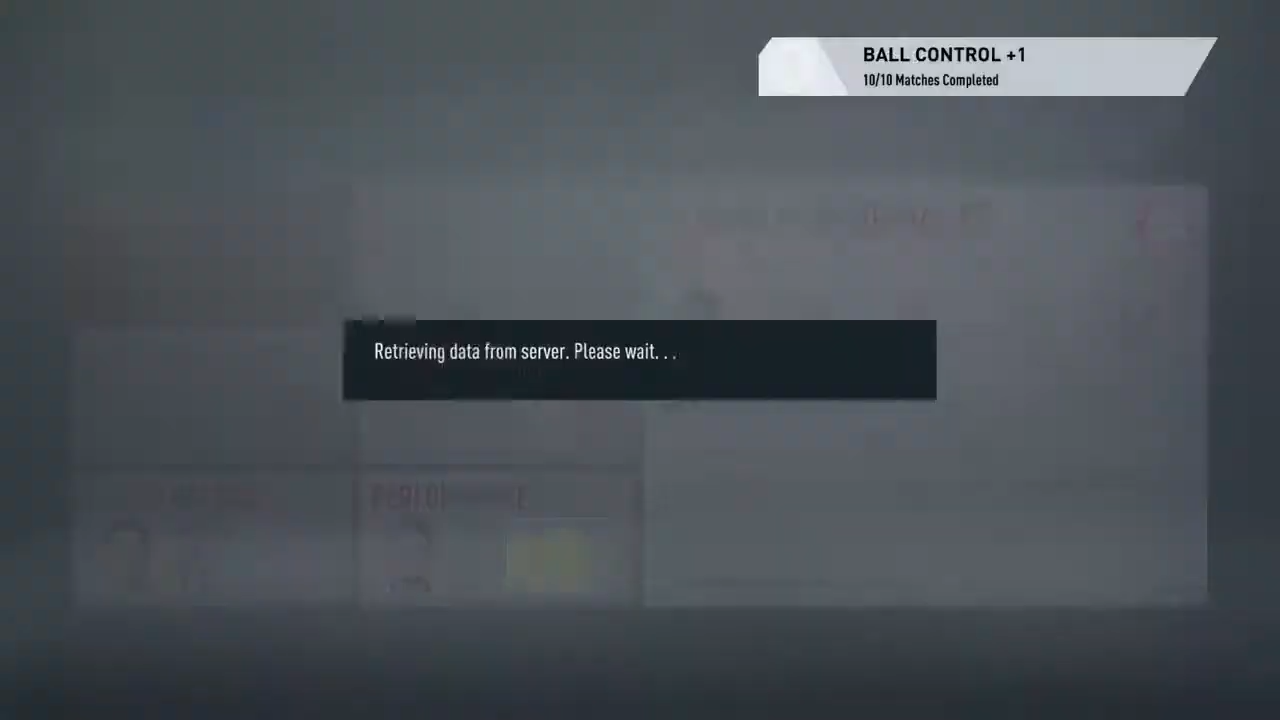 BALL CONTROL +1
10/10 Matches Completed
Retrieving data from server. Please wait. . .